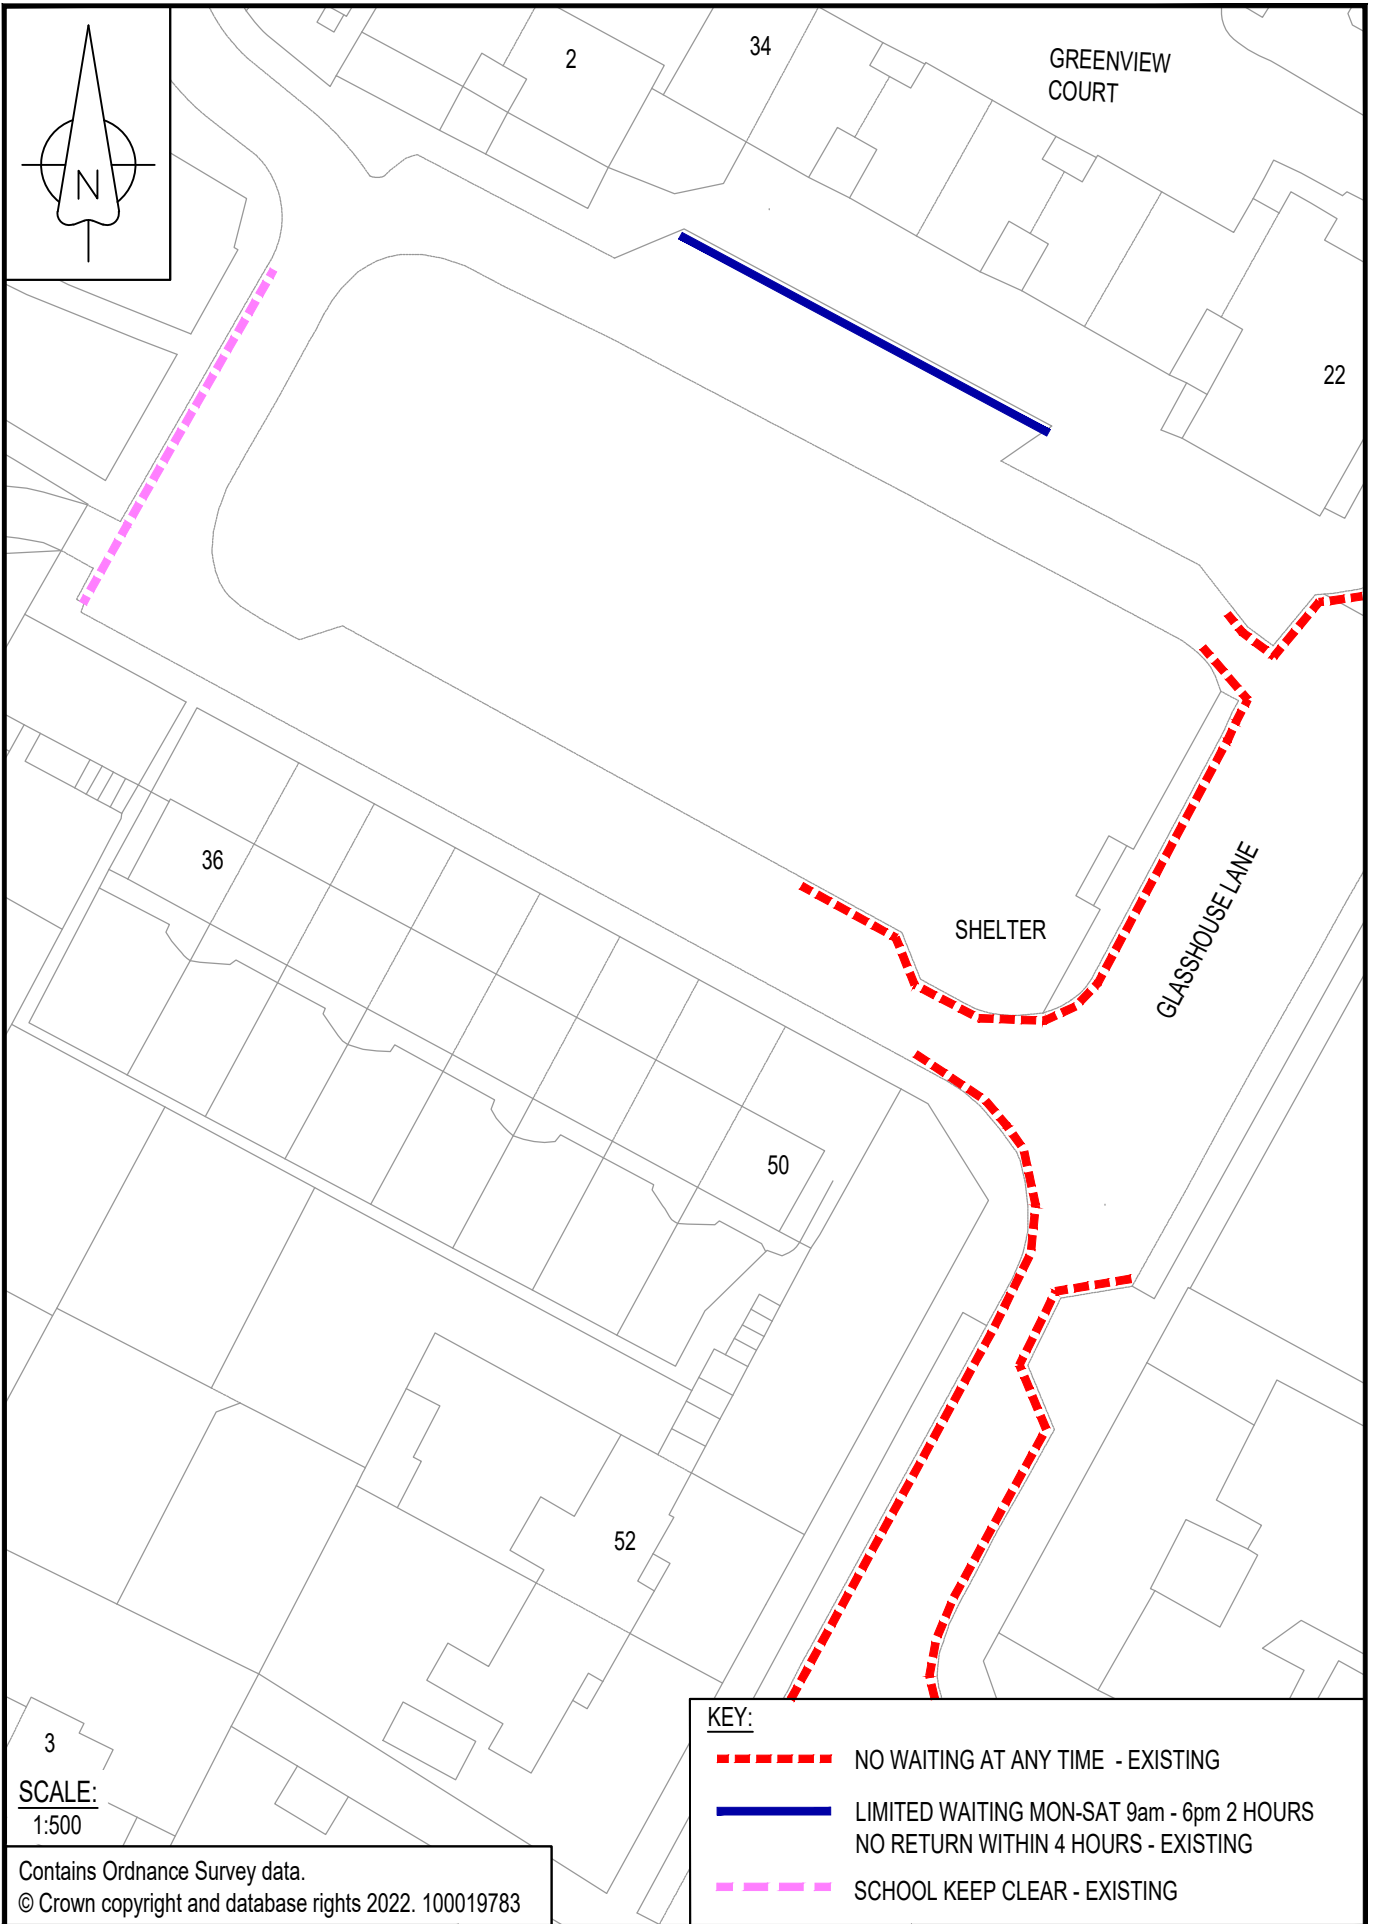 2
34
GREENVIEW
COURT
N
22
36
SHELTER
GLASSHOUSE LANE
50
52
3
SCALE:
1:500
KEY:
NO WAITING AT ANY TIME - EXISTING
LIMITED WAITING MON-SAT 9am - 6pm 2 HOURS
NO RETURN WITHIN 4 HOURS - EXISTING
SCHOOL KEEP CLEAR - EXISTING
Contains Ordnance Survey data.
© Crown copyright and database rights 2022. 100019783